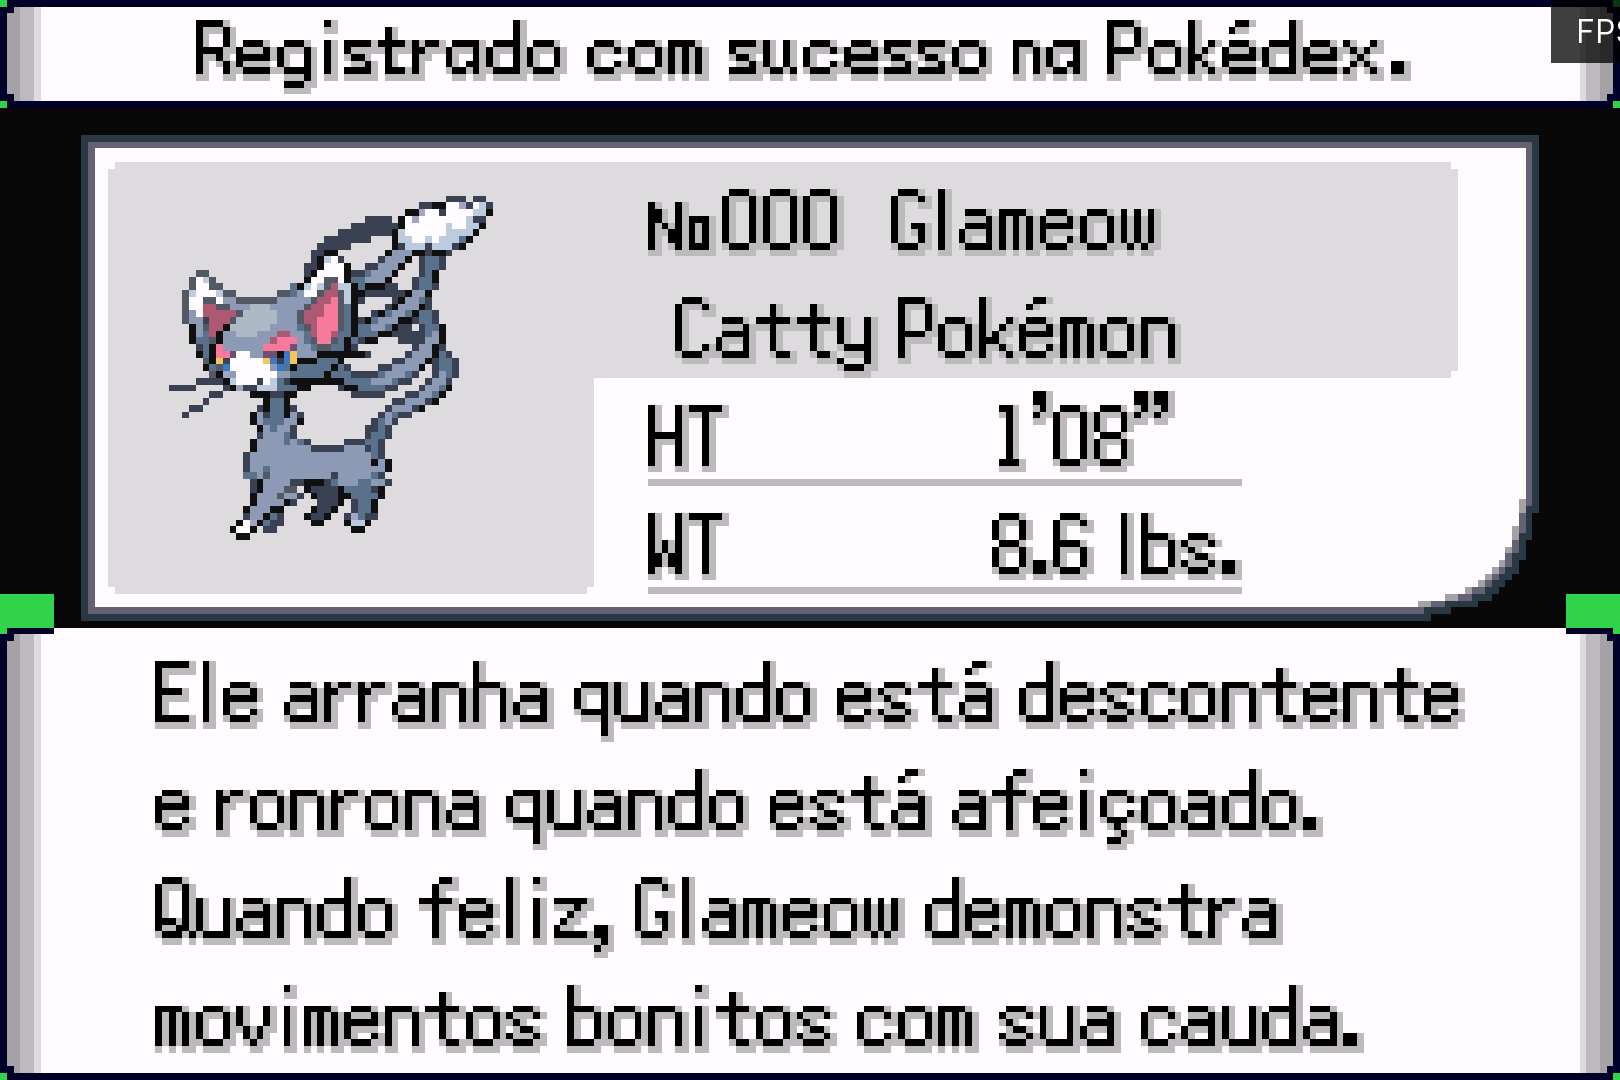 Registrado com sucesso na Pokédex.
FPS
№000 Glameow
Catty Pokémon
HT 1'08"
WT 8.6 lbs.
Ele arranha quando está descontente
e ronrona quando está afeiçoado.
Quando feliz, Glameow demonstra
movimentos bonitos com sua cauda.